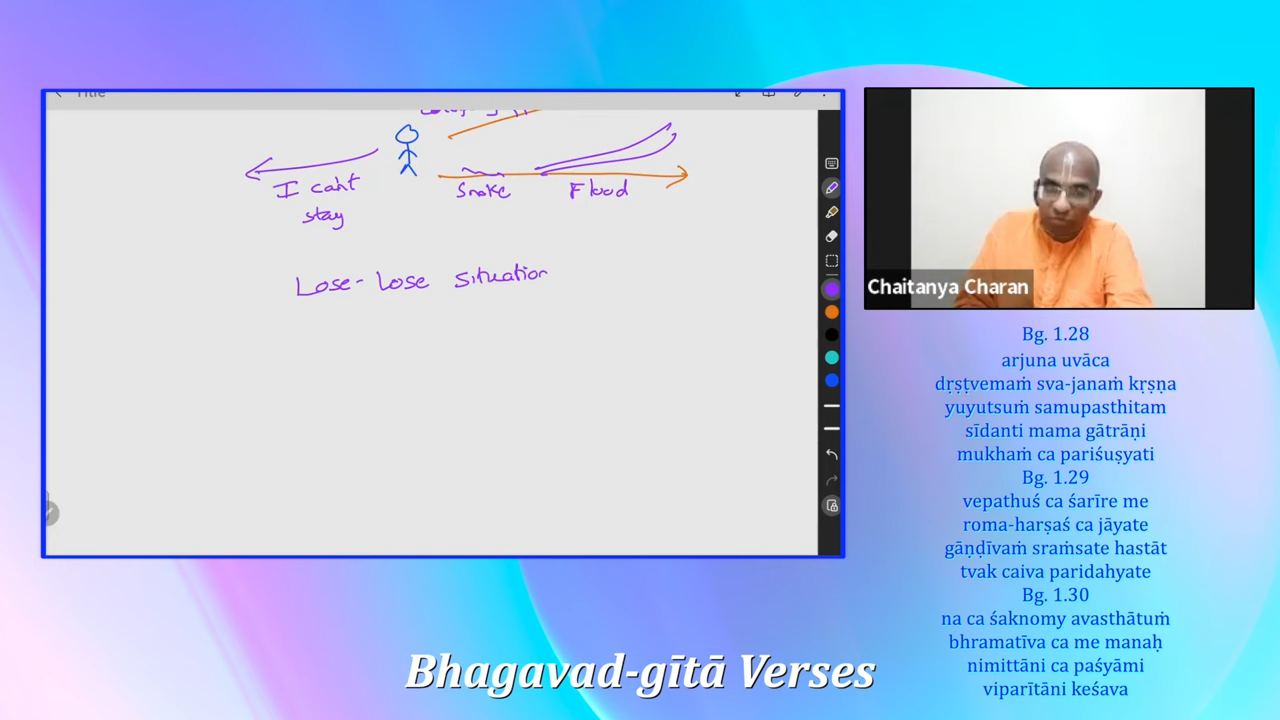 Title
I can't
stay
Snake
Flood
Lose-Lose situation
Chaitanya Charan
Bg. 1.28
arjuna uvāca
dṛṣṭvemaṁ sva-janaṁ kṛṣṇa
yuyutsuṁ samupasthitam
sīdanti mama gātrāṇi
mukhaṁ ca pariśuṣyati
Bg. 1.29
vepathuś ca śarīre me
roma-harṣaś ca jāyate
gāṇḍīvaṁ sraṁsate hastāt
tvak caiva paridahyate
Bg. 1.30
na ca śaknomy avasthātuṁ
bhramatīva ca me manaḥ
nimittāni ca paśyāmi
viparītāni keśava
Bhagavad-gītā Verses